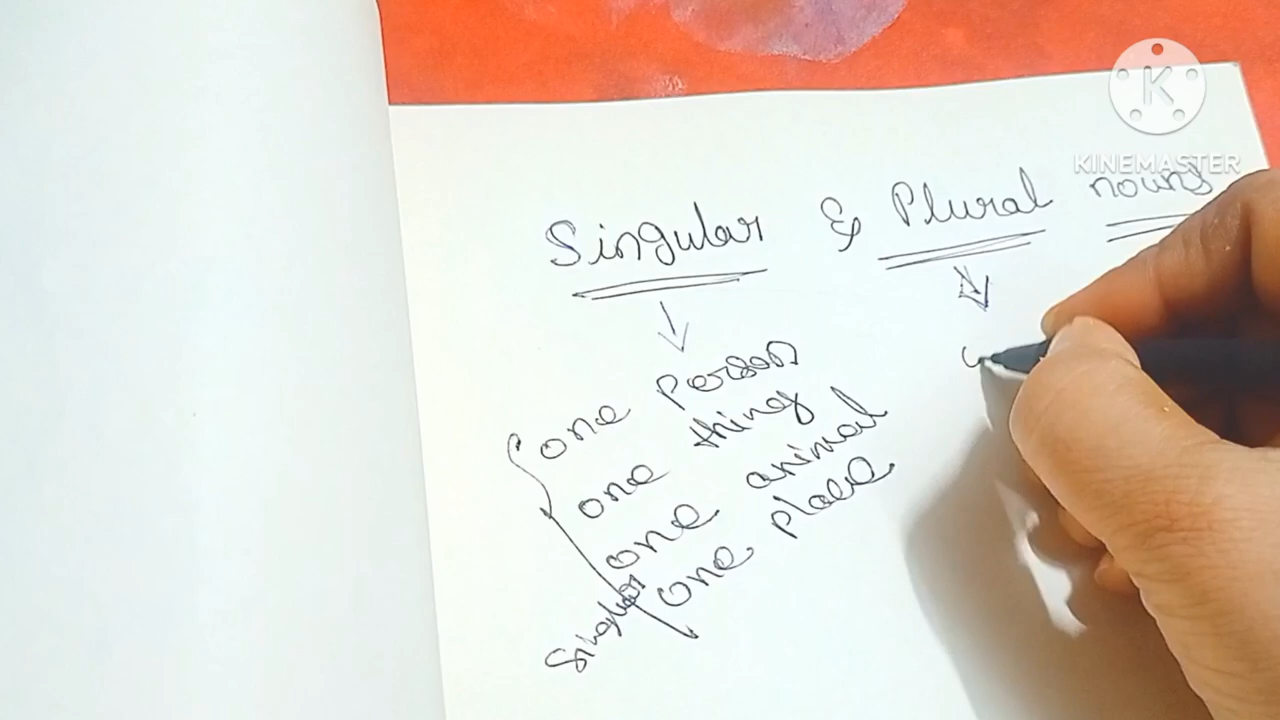 KINEMASTER
Singular & Plural nouns
one person
one thing
one animal
one place
Singular